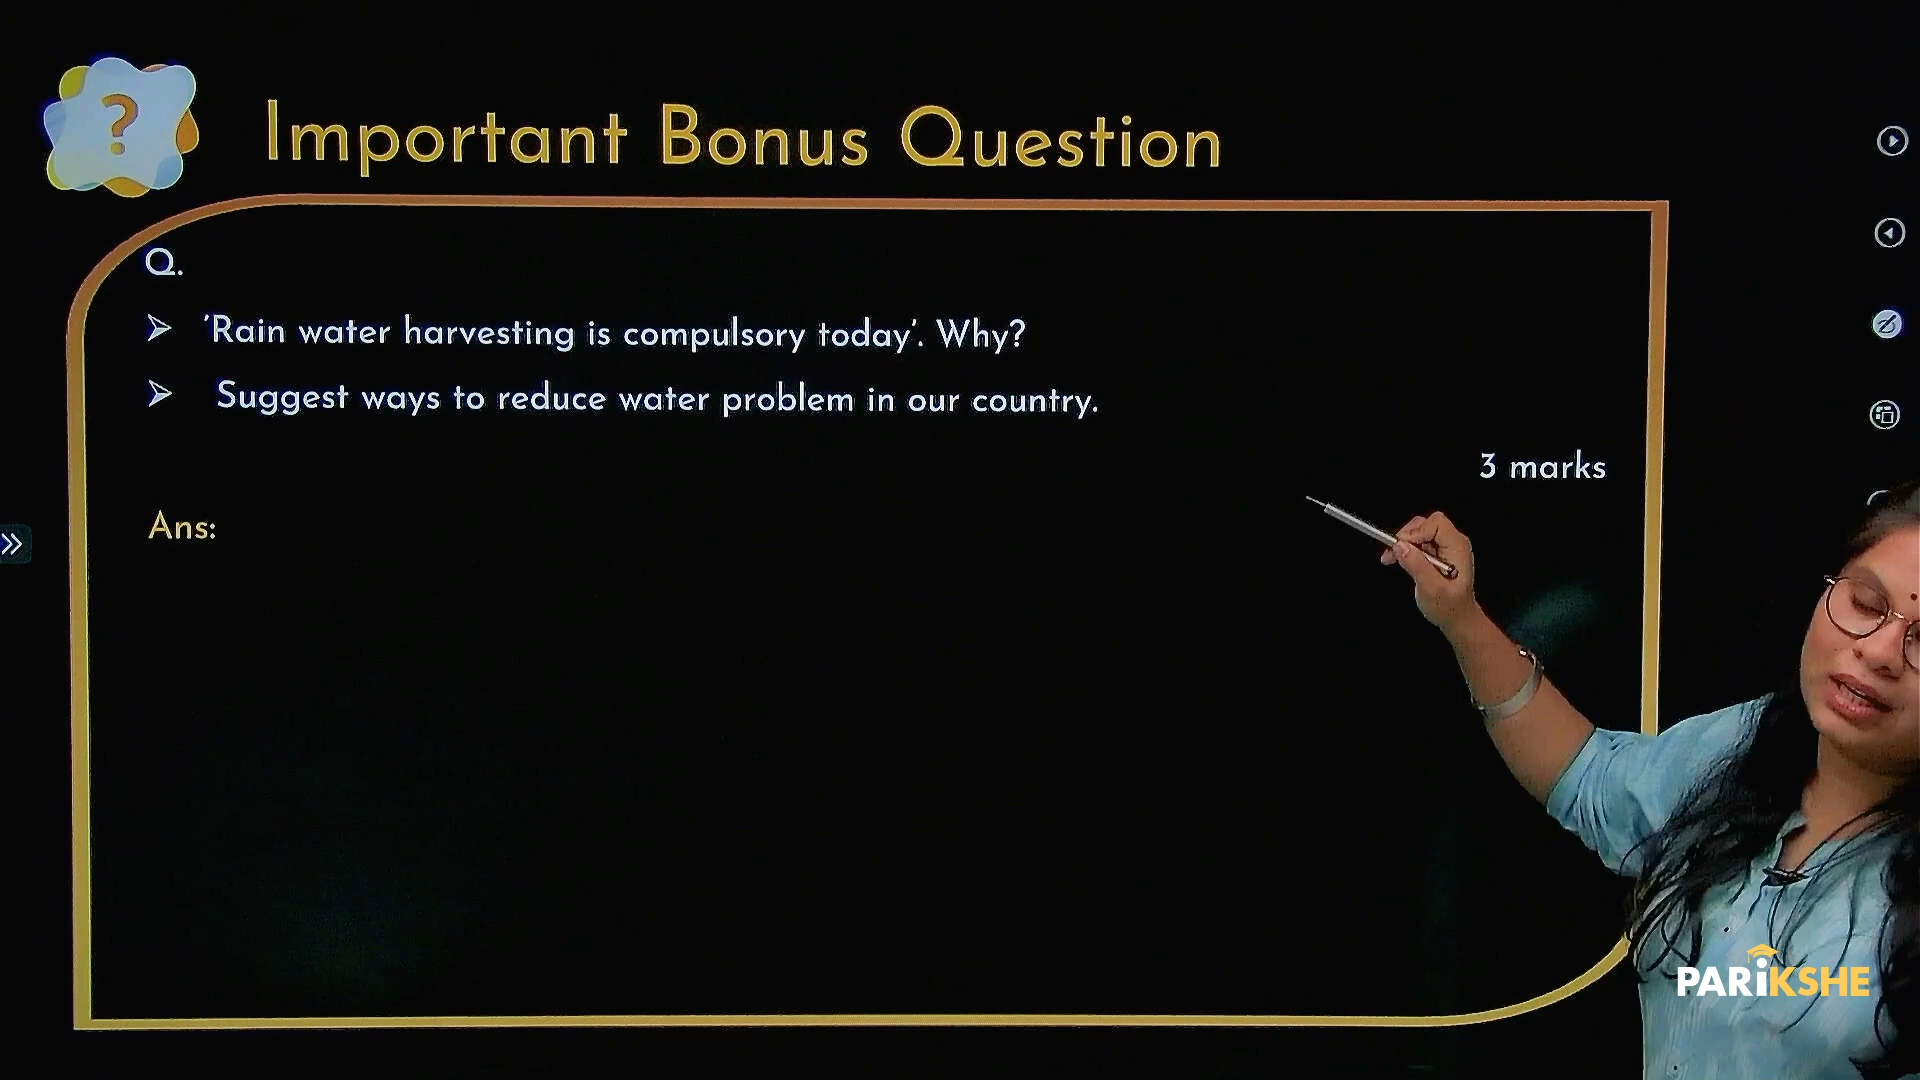 ?
Important Bonus Question
Q.
➢ 'Rain water harvesting is compulsory today'. Why?
➢ Suggest ways to reduce water problem in our country.
3 marks
Ans:
PARiKSHE